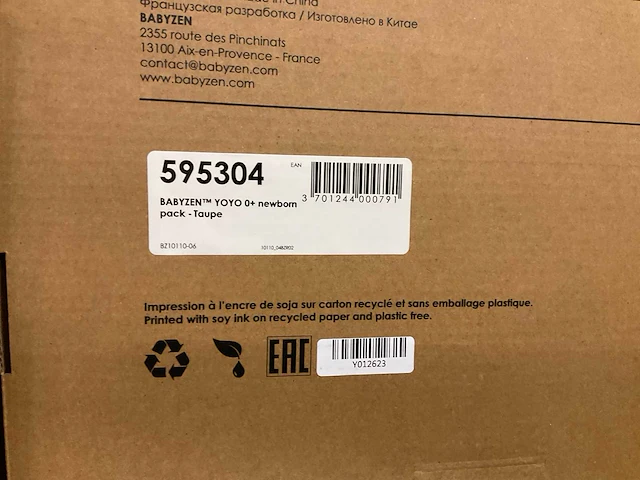 in China
Французская разработка / Изготовлено в Китае
BABYZEN
2355 route des Pinchinats
13100 Aix-en-Provence - France
contact@babyzen.com
www.babyzen.com
595304
EAN
3 701244 000791
BABYZEN™ YOYO 0+ newborn
pack - Taupe
BZ10110-06
Impression à l'encre de soja sur carton recyclé et sans emballage plastique.
Printed with soy ink on recycled paper and plastic free.
EAC
Y012623